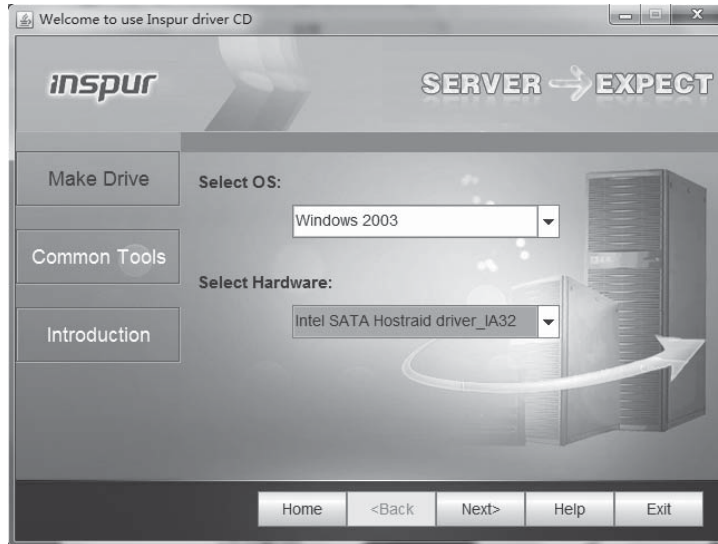 Welcome to use Inspur driver CD
inspur
SERVER EXPECT
Make Drive
Common Tools
Introduction
Select OS:
Windows 2003
Select Hardware:
Intel SATA Hostraid driver_IA32
Home
<Back
Next>
Help
Exit